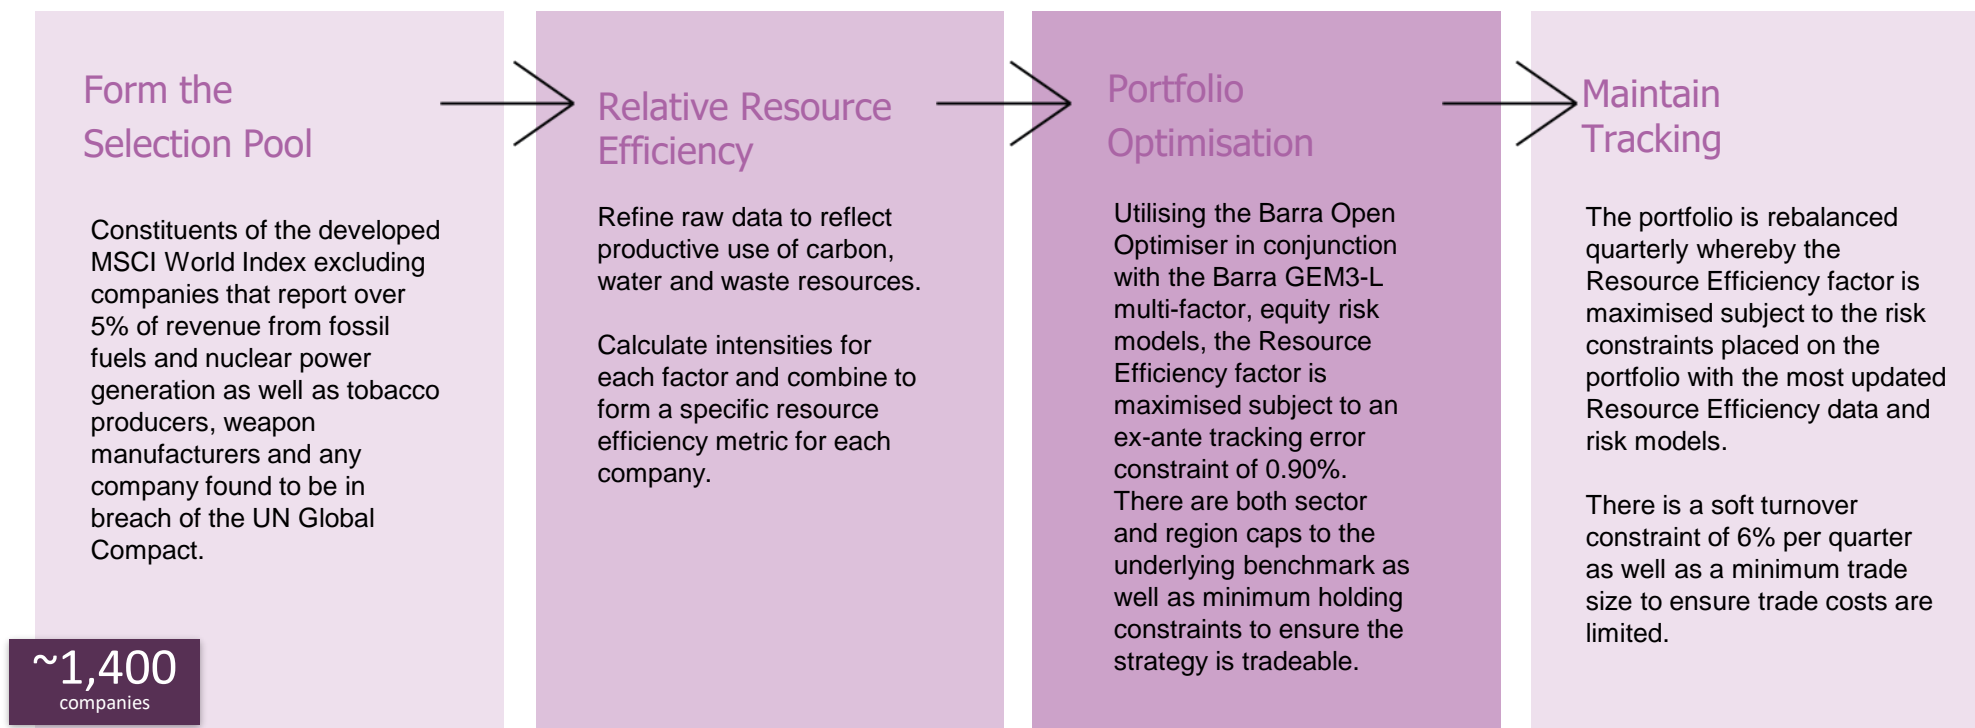 Form the
Selection Pool
Constituents of the developed
MSCI World Index excluding
companies that report over
5% of revenue from fossil
fuels and nuclear power
generation as well as tobacco
producers, weapon
manufacturers and any
company found to be in
breach of the UN Global
Compact.
~1,400
companies
Relative Resource
Efficiency
Refine raw data to reflect
productive use of carbon,
water and waste resources.
Calculate intensities for
each factor and combine to
form a specific resource
efficiency metric for each
company.
Portfolio
Optimisation
Utilising the Barra Open
Optimiser in conjunction
with the Barra GEM3-L
multi-factor, equity risk
models, the Resource
Efficiency factor is
maximised subject to an
ex-ante tracking error
constraint of 0.90%.
There are both sector
and region caps to the
underlying benchmark as
well as minimum holding
constraints to ensure the
strategy is tradeable.
Maintain
Tracking
The portfolio is rebalanced
quarterly whereby the
Resource Efficiency factor is
maximised subject to the risk
constraints placed on the
portfolio with the most updated
Resource Efficiency data and
risk models.
There is a soft turnover
constraint of 6% per quarter
as well as a minimum trade
size to ensure trade costs are
limited.